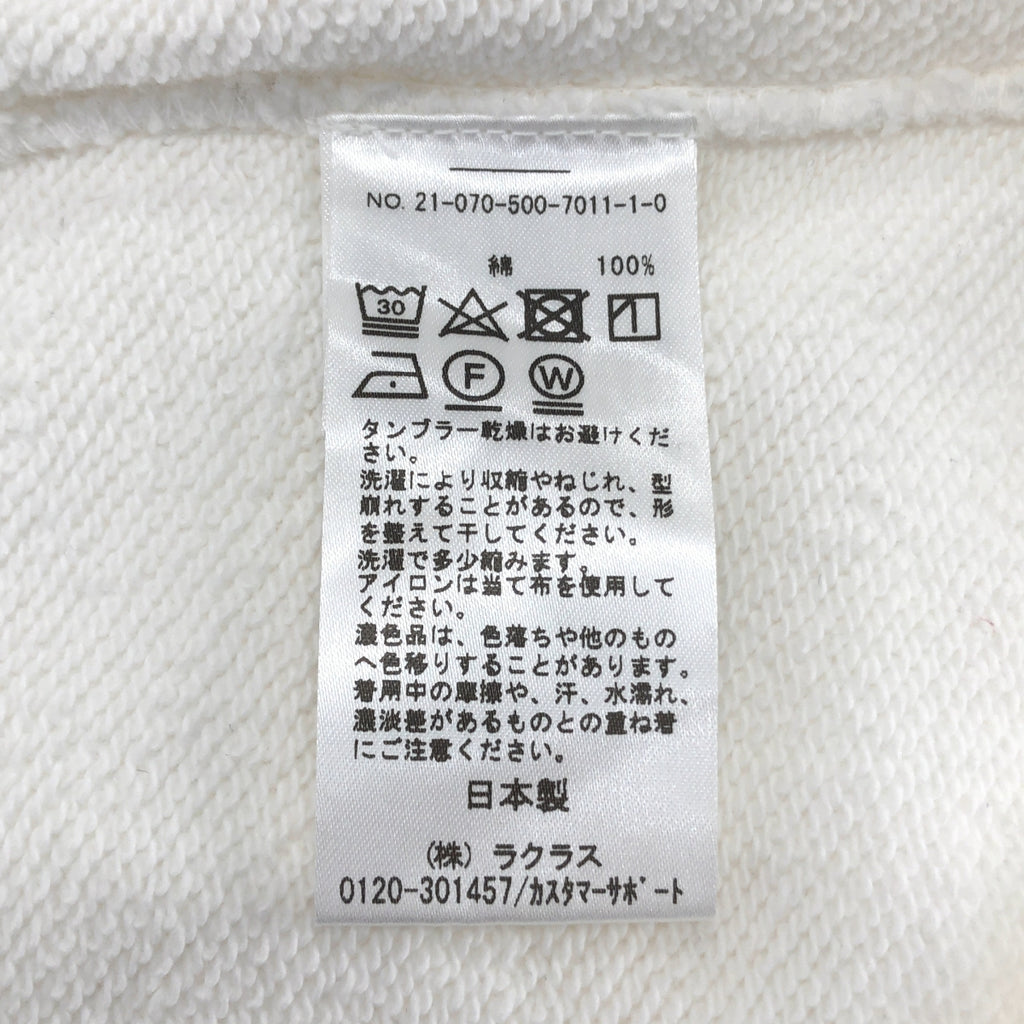 NO. 21-070-500-7011-1-0
綿 100%
30
F W
タンブラー乾燥はお避けくだ
さい。
洗濯により収縮やねじれ、型
崩れすることがあるので、形
を整えて干してください。
洗濯で多少縮みます。
アイロンは当て布を使用して
ください。
濃色品は、色落ちや他のもの
へ色移りすることがあります。
着用中の摩擦や、汗、水濡れ、
濃淡差があるものとの重ね着
にご注意ください。
日本製
(株) ラクラス
0120-301457/カスタマーサポート